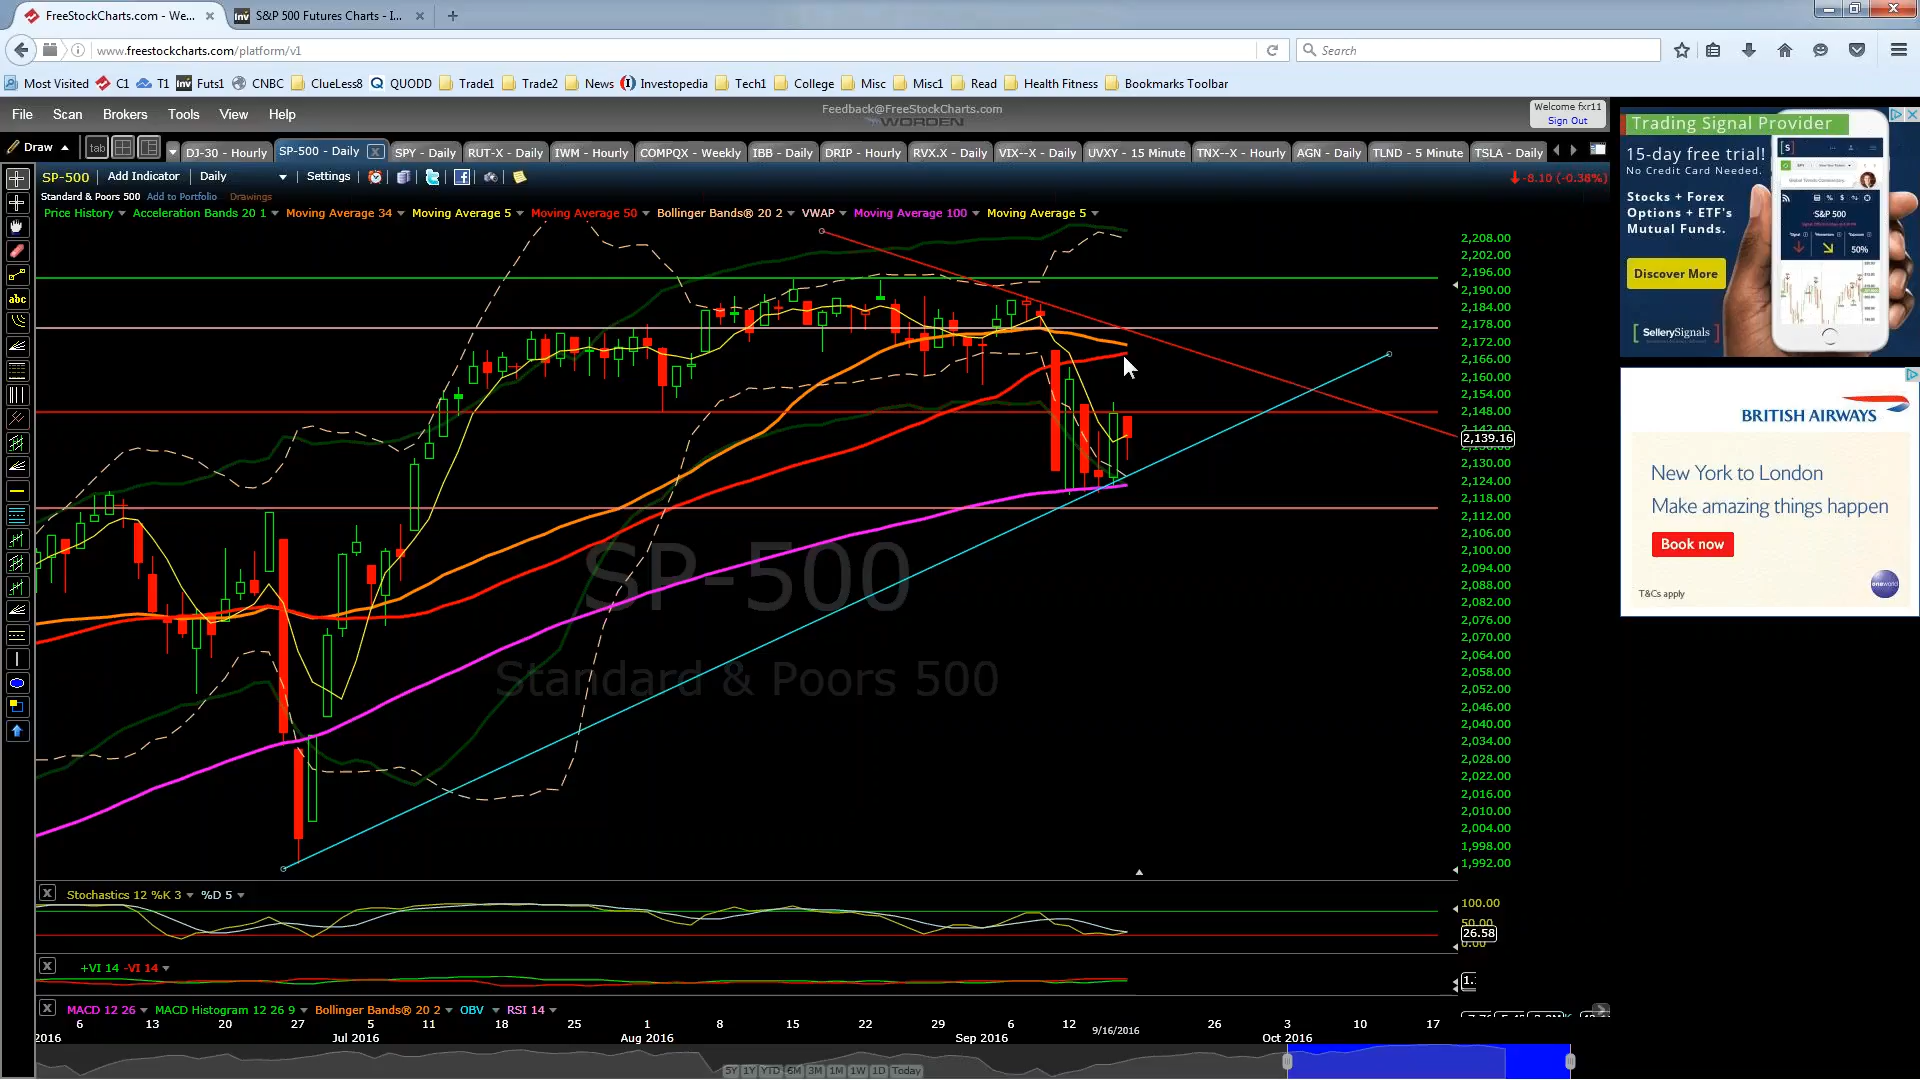 FreeStockCharts.com - We...
S&P 500 Futures Charts - I...
www.freestockcharts.com/platform/v1
Search
Most Visited C1 T1 Futs1 CNBC ClueLess8 QUODD Trade1 Trade2 News Investopedia Tech1 College Misc Misc1 Read Health Fitness Bookmarks Toolbar
File Scan Brokers Tools View Help
Feedback@FreeStockCharts.com
WORDEN
Welcome fxr11
Sign Out
Draw tab DJ-30 - Hourly SP-500 - Daily SPY - Daily RUT-X - Daily IWM - Hourly COMPQX - Weekly IBB - Daily DRIP - Hourly RVX.X - Daily VIX--X - Daily UVXY - 15 Minute TNX--X - Hourly AGN - Daily TLND - 5 Minute TSLA - Daily
SP-500 Add Indicator Daily Settings
-8.10 (-0.38%)
Standard & Poors 500 Add to Portfolio Drawings
Price History Acceleration Bands 20 1 Moving Average 34 Moving Average 5 Moving Average 50 Bollinger Bands® 20 2 VWAP Moving Average 100 Moving Average 5
abc
2,208.00
2,202.00
2,196.00
2,190.00
2,184.00
2,178.00
2,172.00
2,166.00
2,160.00
2,154.00
2,148.00
2,142.00
2,139.16
2,130.00
2,124.00
2,118.00
2,112.00
2,106.00
2,100.00
2,094.00
2,088.00
2,082.00
2,076.00
2,070.00
2,064.00
2,058.00
2,052.00
2,046.00
2,040.00
2,034.00
2,028.00
2,022.00
2,016.00
2,010.00
2,004.00
1,998.00
1,992.00
SP-500
Standard & Poors 500
Stochastics 12 %K 3 %D 5
100.00
50.00
26.58
0.00
+VI 14 -VI 14
MACD 12 26 MACD Histogram 12 26 9 Bollinger Bands® 20 2 OBV RSI 14
6 13 20 27 5 11 18 25 1 8 15 22 29 6 12 9/16/2016 26 3 10 17
2016 Jul 2016 Aug 2016 Sep 2016 Oct 2016
5Y 1Y YTD 6M 3M 1M 1W 1D Today
Trading Signal Provider
15-day free trial!
No Credit Card Needed.
Stocks + Forex
Options + ETF's
Mutual Funds.
Discover More
[ SellerySignals ]
S&P 500
50%
BRITISH AIRWAYS
New York to London
Make amazing things happen
Book now
T&Cs apply
oneworld